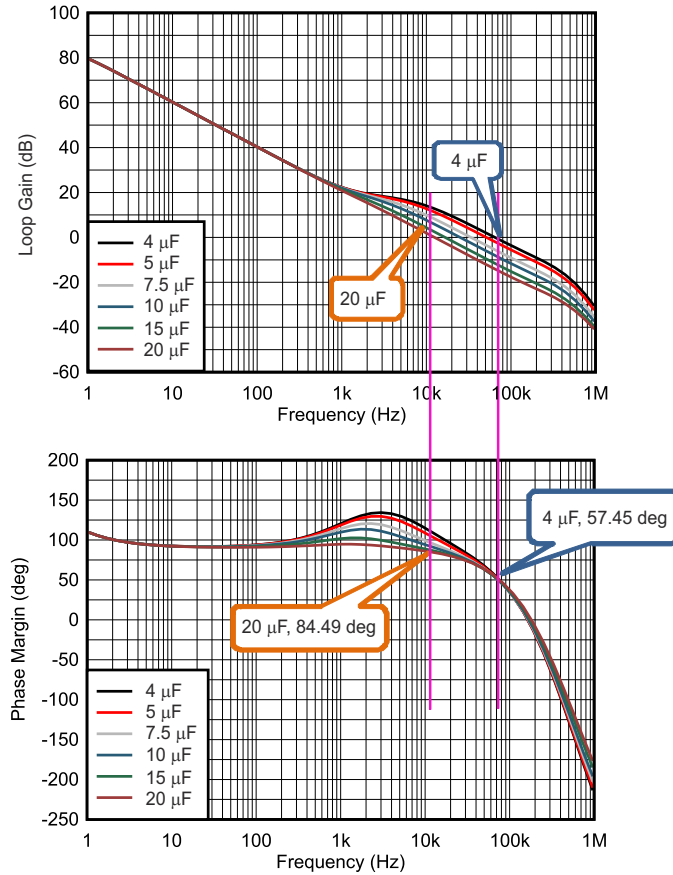 100
80
60
40
20
0
-20
-40
-60
Loop Gain (dB)
4 μF
20 μF
4 μF
5 μF
7.5 μF
10 μF
15 μF
20 μF
1 10 100 1k 10k 100k 1M
Frequency (Hz)
200
150
100
50
0
-50
-100
-150
-200
-250
Phase Margin (deg)
4 μF, 57.45 deg
20 μF, 84.49 deg
4 μF
5 μF
7.5 μF
10 μF
15 μF
20 μF
1 10 100 1k 10k 100k 1M
Frequency (Hz)